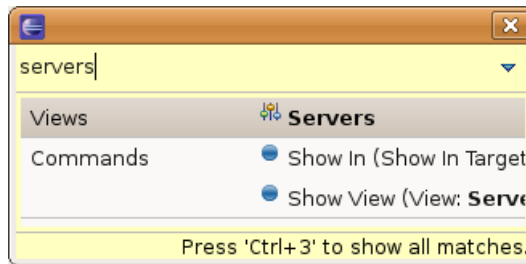 servers
Views Servers
Commands Show In (Show In Target
Show View (View: Serve
Press 'Ctrl+3' to show all matches.